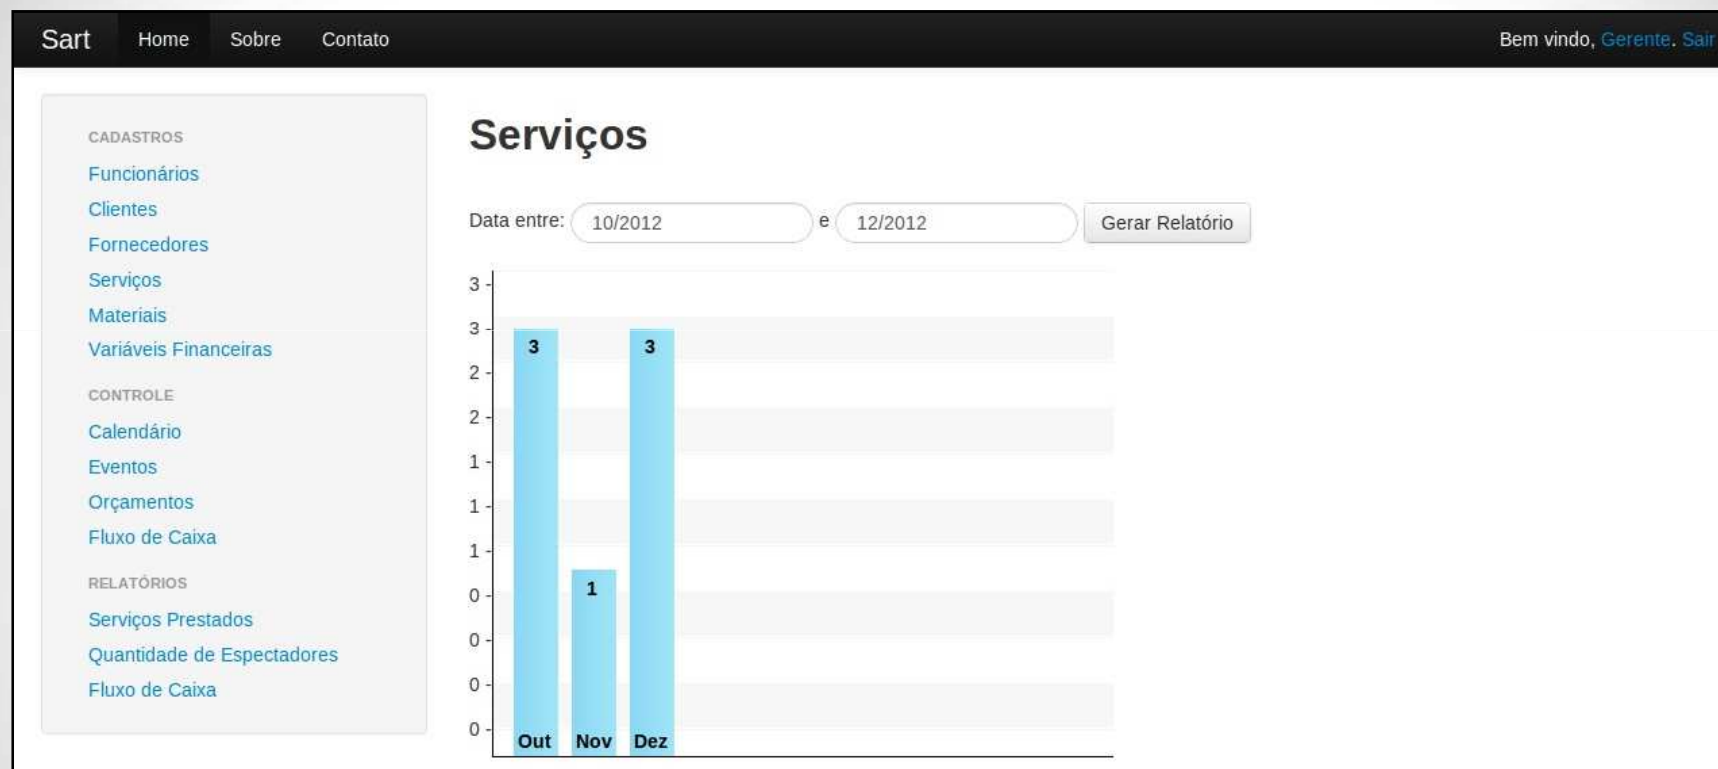 Sart Home Sobre Contato Bem vindo, Gerente. Sair
CADASTROS
Funcionários
Clientes
Fornecedores
Serviços
Materiais
Variáveis Financeiras
CONTROLE
Calendário
Eventos
Orçamentos
Fluxo de Caixa
RELATÓRIOS
Serviços Prestados
Quantidade de Espectadores
Fluxo de Caixa
Serviços
Data entre: 10/2012 e 12/2012 Gerar Relatório
3
3
2
2
1
1
1
0
0
0
0
3 1 3
Out Nov Dez